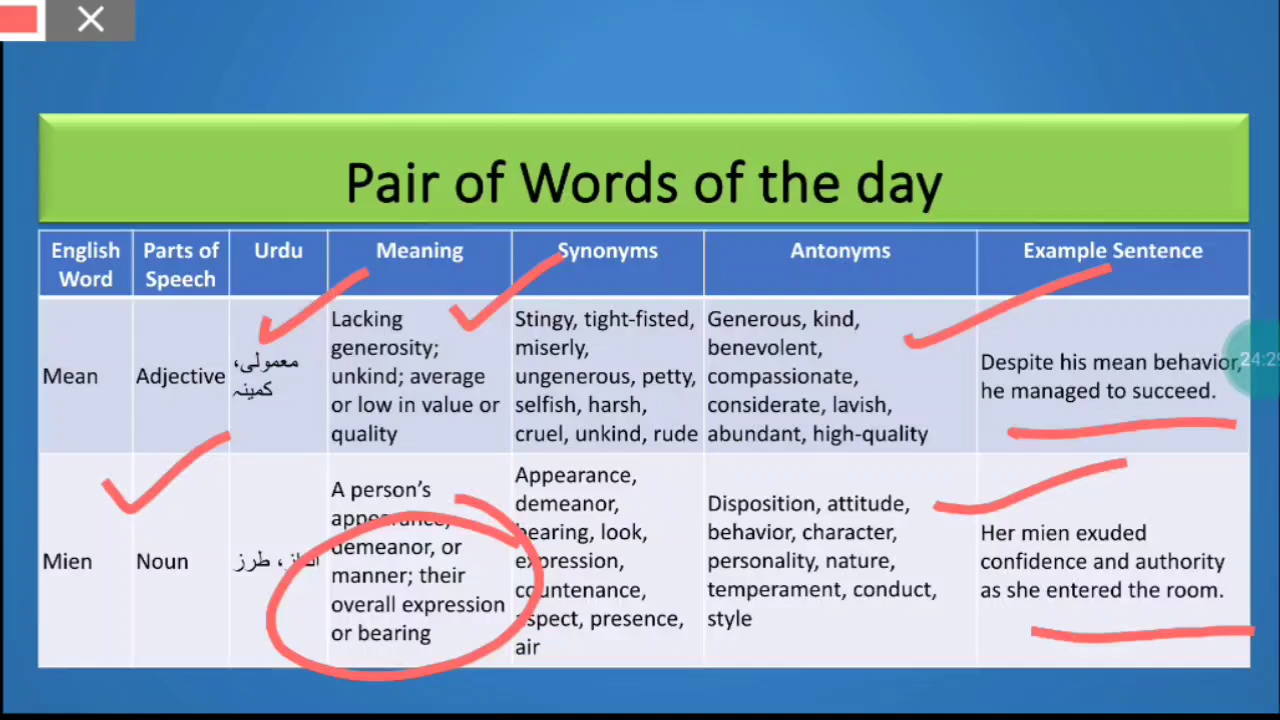 Pair of Words of the day
English
Word
Parts of
Speech
Urdu
Meaning
Synonyms
Antonyms
Example Sentence
Mean
Adjective
معمولی،
کمینہ
Lacking
generosity;
unkind; average
or low in value or
quality
Stingy, tight-fisted,
miserly,
ungenerous, petty,
selfish, harsh,
cruel, unkind, rude
Generous, kind,
benevolent,
compassionate,
considerate, lavish,
abundant, high-quality
Despite his mean behavior,
he managed to succeed.
Mien
Noun
انداز، طرز
A person’s
appearance,
demeanor, or
manner; their
overall expression
or bearing
Appearance,
demeanor,
bearing, look,
expression,
countenance,
aspect, presence,
air
Disposition, attitude,
behavior, character,
personality, nature,
temperament, conduct,
style
Her mien exuded
confidence and authority
as she entered the room.